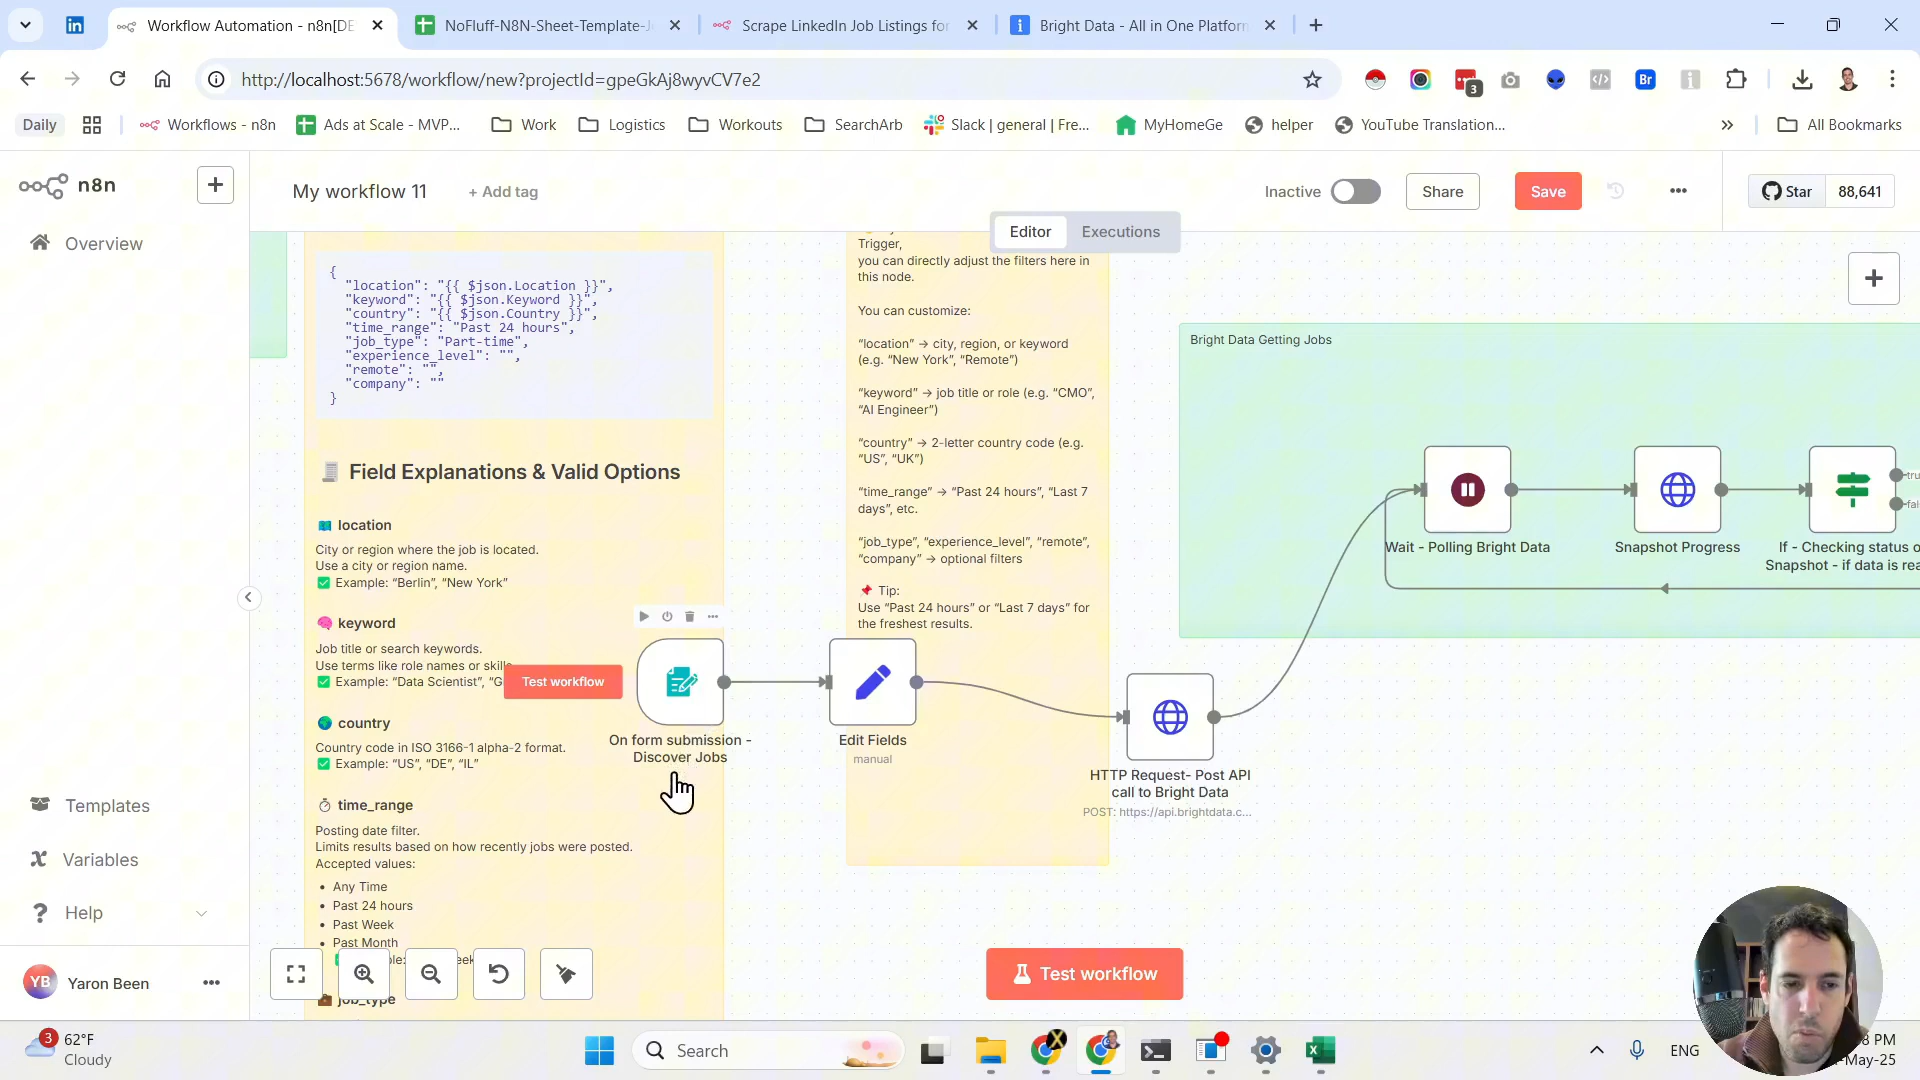 Workflow Automation - n8n[DE
NoFluff-N8N-Sheet-Template-J
Scrape LinkedIn Job Listings for
Bright Data - All in One Platform
http://localhost:5678/workflow/new?projectId=gpeGkAj8wyvCV7e2
3
Br
Daily
Workflows - n8n
Ads at Scale - MVP...
Work
Logistics
Workouts
SearchArb
Slack | general | Fre...
MyHomeGe
helper
YouTube Translation...
All Bookmarks
n8n
My workflow 11
+ Add tag
Inactive
Share
Save
Star
88,641
Overview
Editor
Executions
{
"location": "{{ $json.Location }}",
"keyword": "{{ $json.Keyword }}",
"country": "{{ $json.Country }}",
"time_range": "Past 24 hours",
"job_type": "Part-time",
"experience_level": "",
"remote": "",
"company": ""
}
📜 Field Explanations & Valid Options
location
City or region where the job is located.
Use a city or region name.
✅ Example: “Berlin”, “New York”
🧠 keyword
Job title or search keywords.
Use terms like role names or skills
✅ Example: “Data Scientist”, “G
🌍 country
Country code in ISO 3166-1 alpha-2 format.
✅ Example: “US”, “DE”, “IL”
⏱ time_range
Posting date filter.
Limits results based on how recently jobs were posted.
Accepted values:
• Any Time
• Past 24 hours
• Past Week
• Past Month
💼 job_type
Trigger,
you can directly adjust the filters here in
this node.
You can customize:
“location” → city, region, or keyword
(e.g. “New York”, “Remote”)
“keyword” → job title or role (e.g. “CMO”,
“AI Engineer”)
“country” → 2-letter country code (e.g.
“US”, “UK”)
“time_range” → “Past 24 hours”, “Last 7
days”, etc.
“job_type”, “experience_level”, “remote”,
“company” → optional filters
📌 Tip:
Use “Past 24 hours” or “Last 7 days” for
the freshest results.
Test workflow
On form submission -
Discover Jobs
Edit Fields
manual
HTTP Request- Post API
call to Bright Data
POST: https://api.brightdata.c...
Bright Data Getting Jobs
Wait - Polling Bright Data
Snapshot Progress
If - Checking status o
Snapshot - if data is rea
tru
fal
Templates
Variables
Help
YB
Yaron Been
Test workflow
3
62°F
Cloudy
Search
ENG
8 PM
-May-25